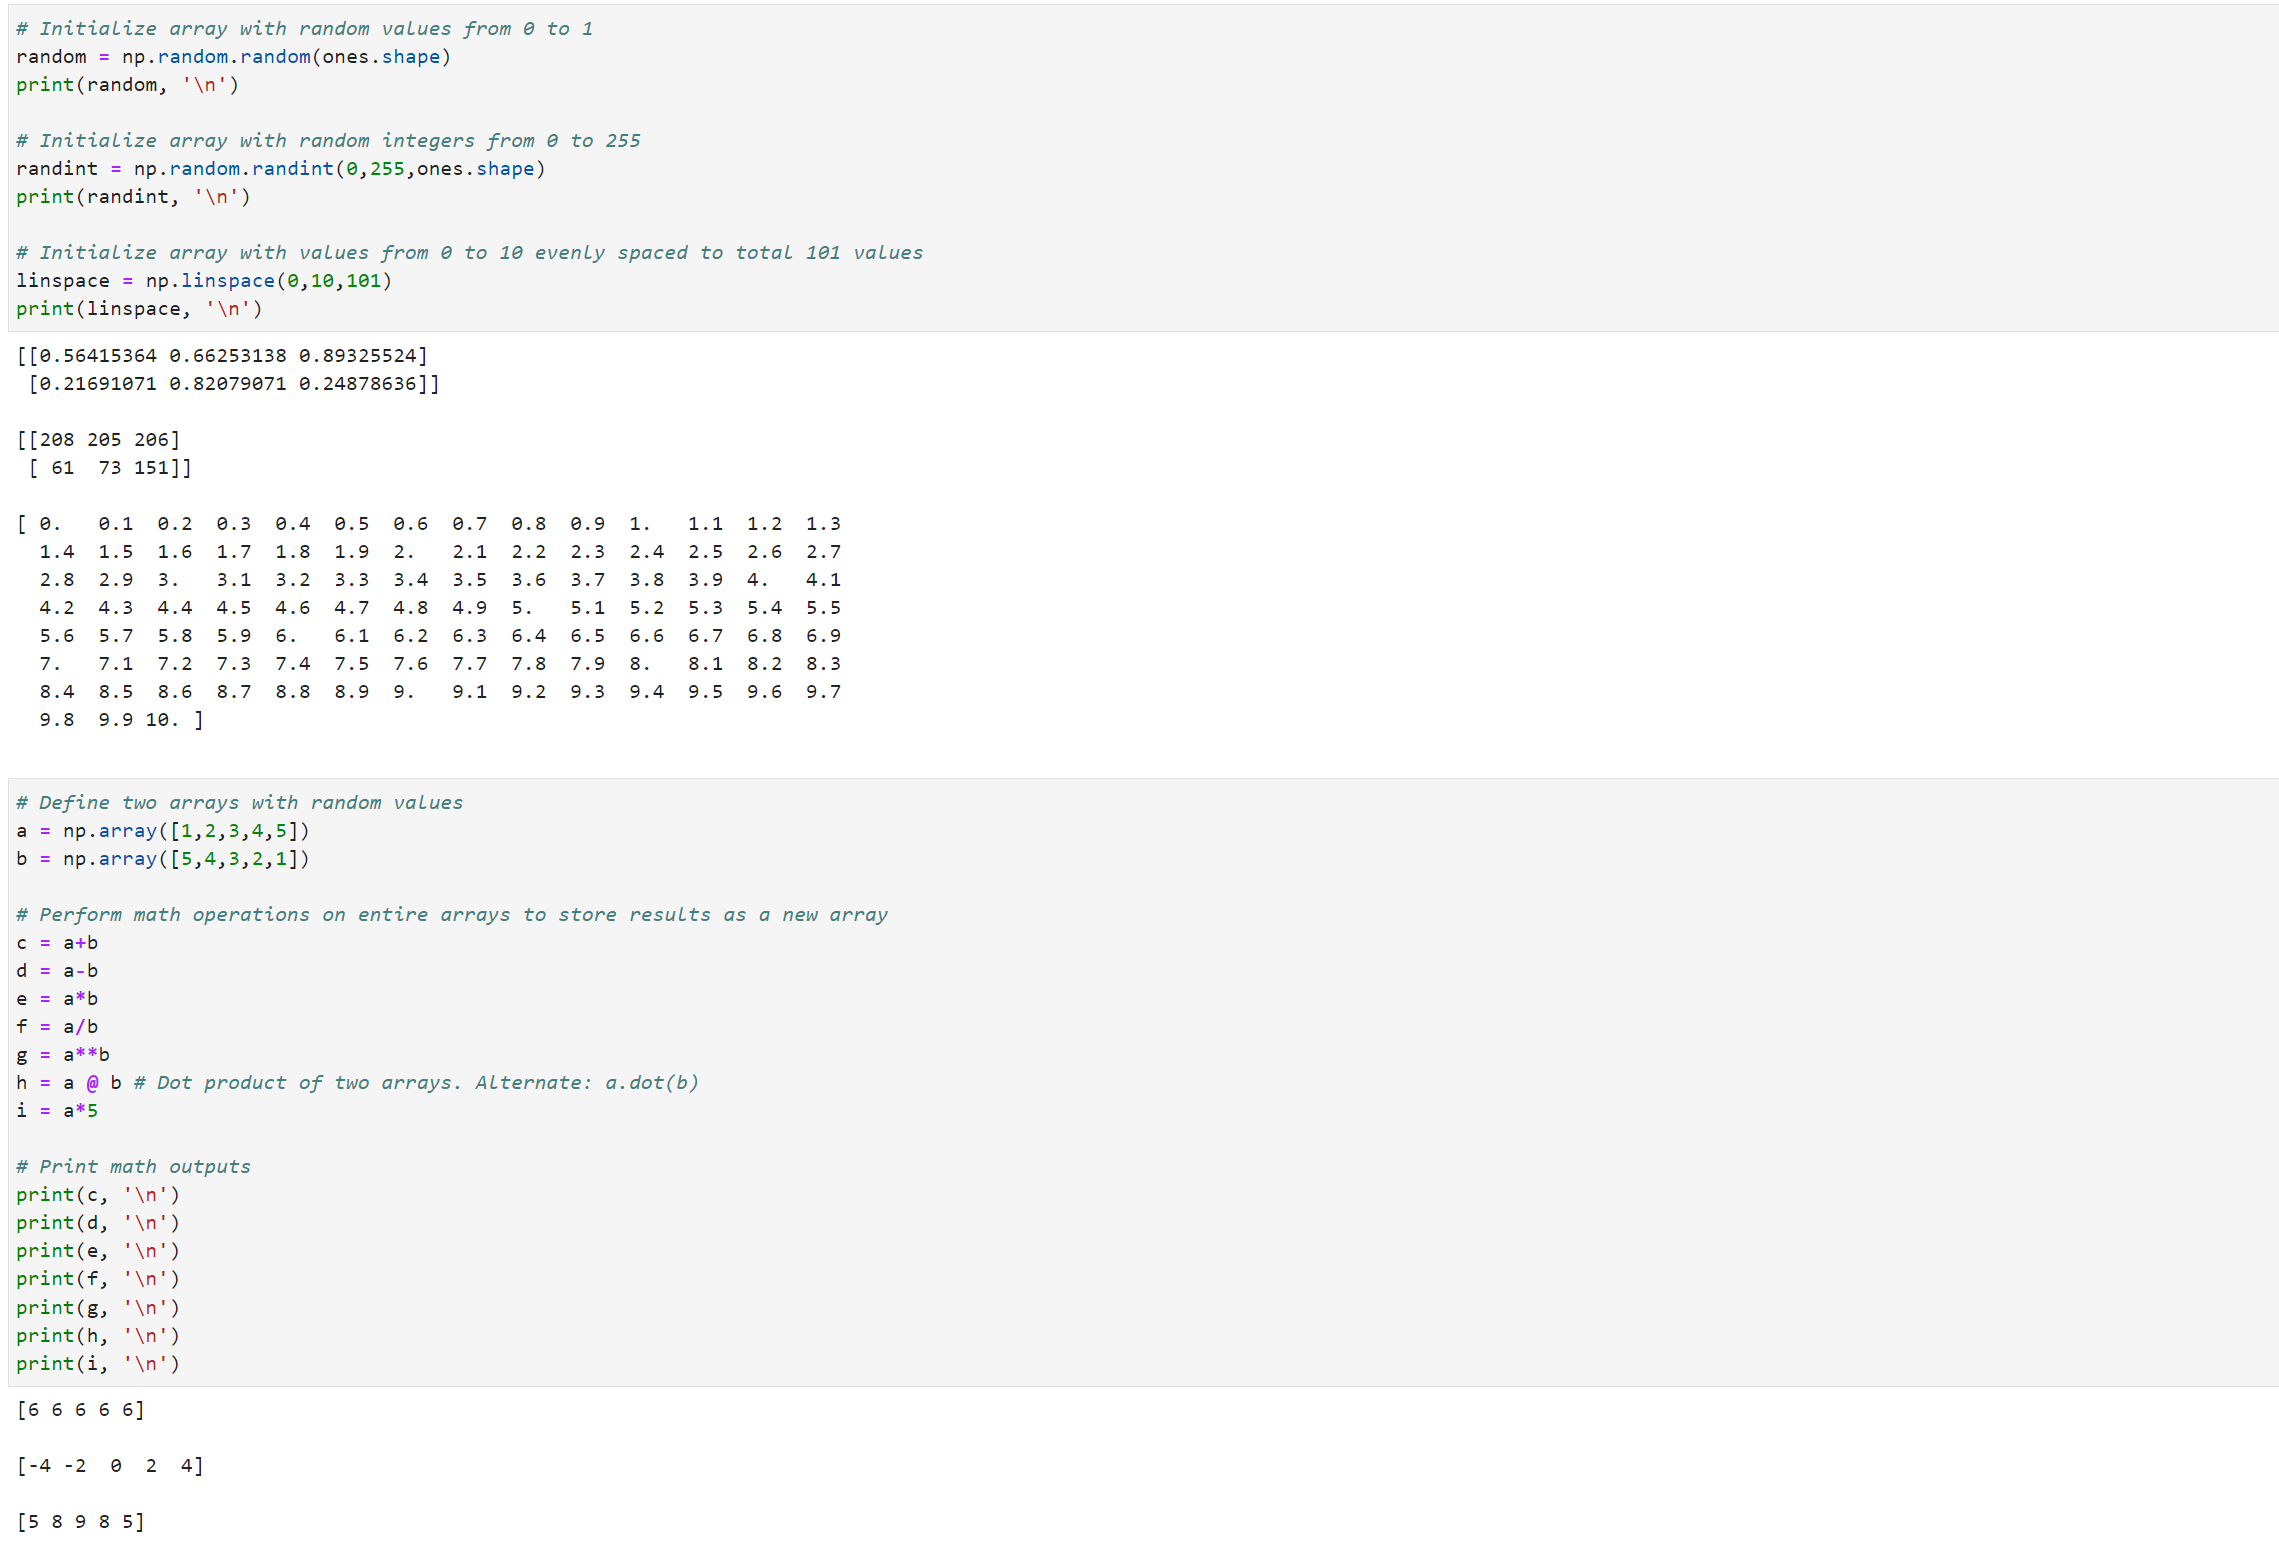 # Initialize array with random values from 0 to 1
random = np.random.random(ones.shape)
print(random, '\n')

# Initialize array with random integers from 0 to 255
randint = np.random.randint(0,255,ones.shape)
print(randint, '\n')

# Initialize array with values from 0 to 10 evenly spaced to total 101 values
linspace = np.linspace(0,10,101)
print(linspace, '\n')

[[0.56415364 0.66253138 0.89325524]
 [0.21691071 0.82079071 0.24878636]]

[[208 205 206]
 [ 61  73 151]]

[ 0.   0.1  0.2  0.3  0.4  0.5  0.6  0.7  0.8  0.9  1.   1.1  1.2  1.3
  1.4  1.5  1.6  1.7  1.8  1.9  2.   2.1  2.2  2.3  2.4  2.5  2.6  2.7
  2.8  2.9  3.   3.1  3.2  3.3  3.4  3.5  3.6  3.7  3.8  3.9  4.   4.1
  4.2  4.3  4.4  4.5  4.6  4.7  4.8  4.9  5.   5.1  5.2  5.3  5.4  5.5
  5.6  5.7  5.8  5.9  6.   6.1  6.2  6.3  6.4  6.5  6.6  6.7  6.8  6.9
  7.   7.1  7.2  7.3  7.4  7.5  7.6  7.7  7.8  7.9  8.   8.1  8.2  8.3
  8.4  8.5  8.6  8.7  8.8  8.9  9.   9.1  9.2  9.3  9.4  9.5  9.6  9.7
  9.8  9.9 10. ]

# Define two arrays with random values
a = np.array([1,2,3,4,5])
b = np.array([5,4,3,2,1])

# Perform math operations on entire arrays to store results as a new array
c = a+b
d = a-b
e = a*b
f = a/b
g = a**b
h = a @ b # Dot product of two arrays. Alternate: a.dot(b)
i = a*5

# Print math outputs
print(c, '\n')
print(d, '\n')
print(e, '\n')
print(f, '\n')
print(g, '\n')
print(h, '\n')
print(i, '\n')

[6 6 6 6 6]

[-4 -2  0  2  4]

[5 8 9 8 5]